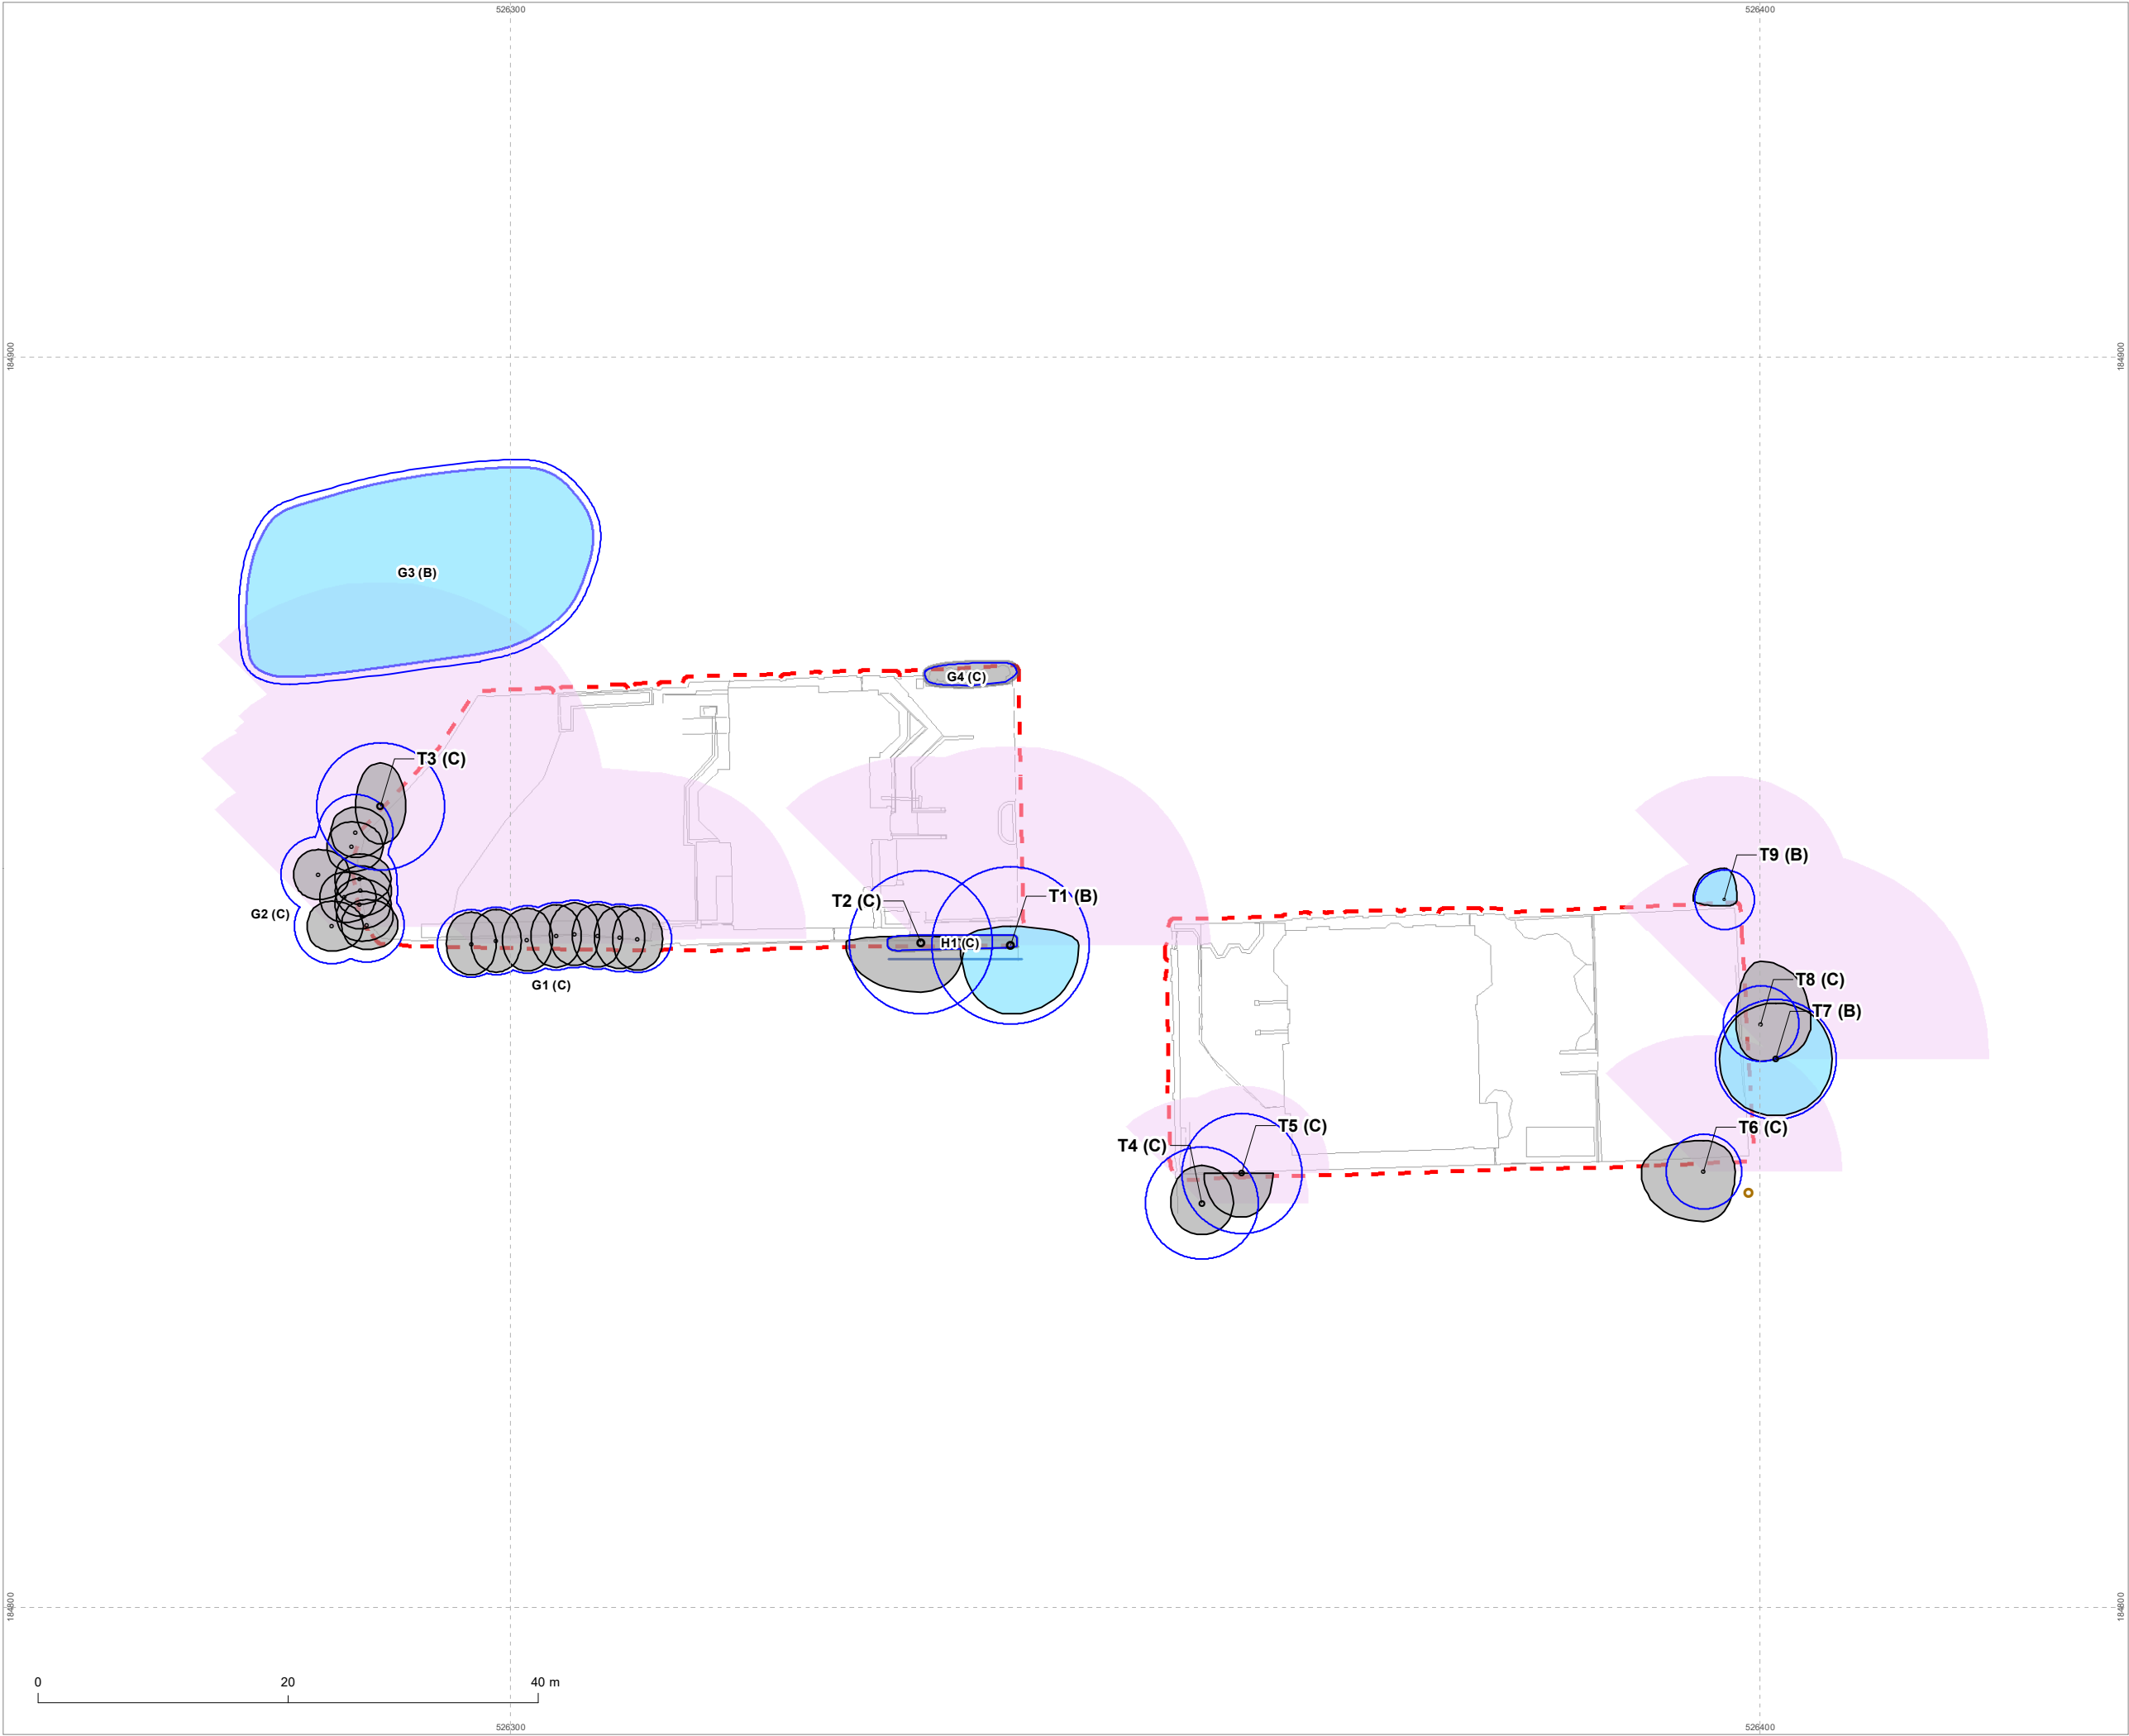 526300
526400
184900
184900
G3 (B)
G4 (C)
T3 (C)
T9 (B)
T1 (B)
T2 (C)
G2 (C)
H1 (C)
T8 (C)
G1 (C)
T7 (B)
T5 (C)
T6 (C)
T4 (C)
184800
184800
0 20 40 m
526300
526400